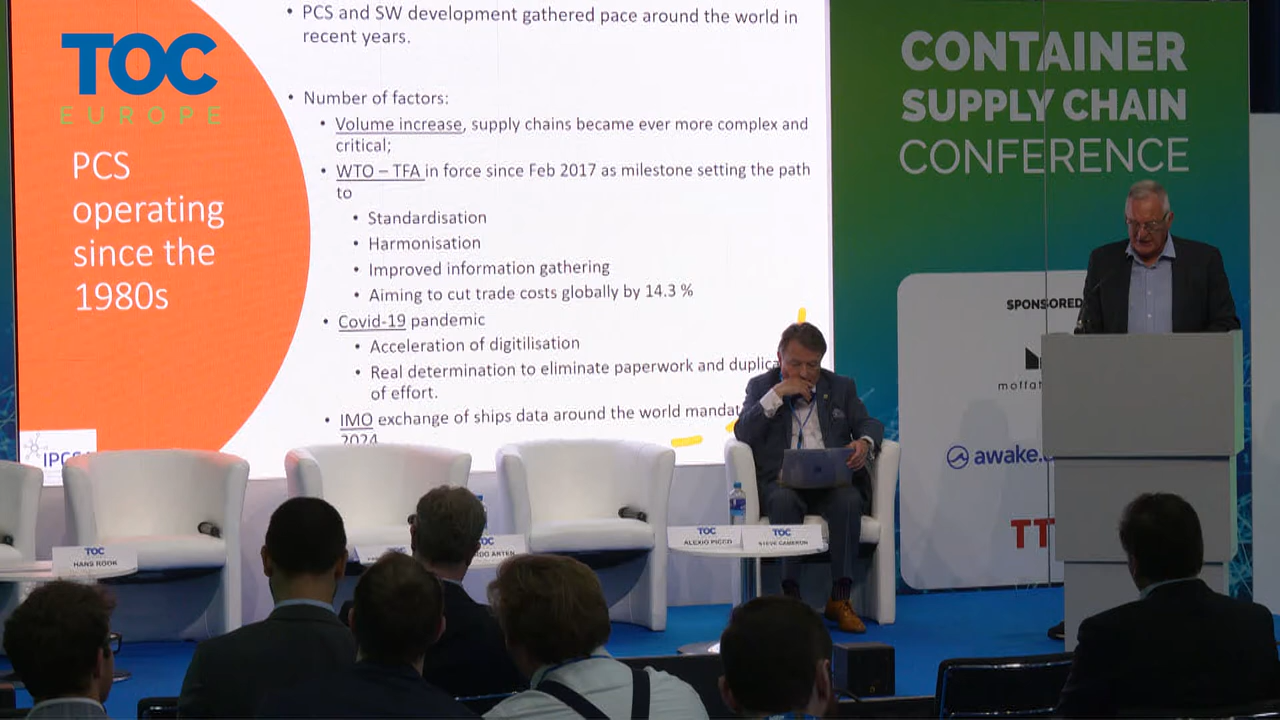 TOC
EUROPE
PCS
operating
since the
1980s
• PCS and SW development gathered pace around the world in
recent years.
• Number of factors:
• Volume increase, supply chains became ever more complex and
critical;
• WTO – TFA in force since Feb 2017 as milestone setting the path
to
• Standardisation
• Harmonisation
• Improved information gathering
• Aiming to cut trade costs globally by 14.3 %
• Covid-19 pandemic
• Acceleration of digitilisation
• Real determination to eliminate paperwork and duplica
of effort.
• IMO exchange of ships data around the world mandat
2024
CONTAINER
SUPPLY CHAIN
CONFERENCE
SPONSORED
moffat
awake.
TT
TOC
HANS ROOK
TOC
TOC
STEVE CAMERON